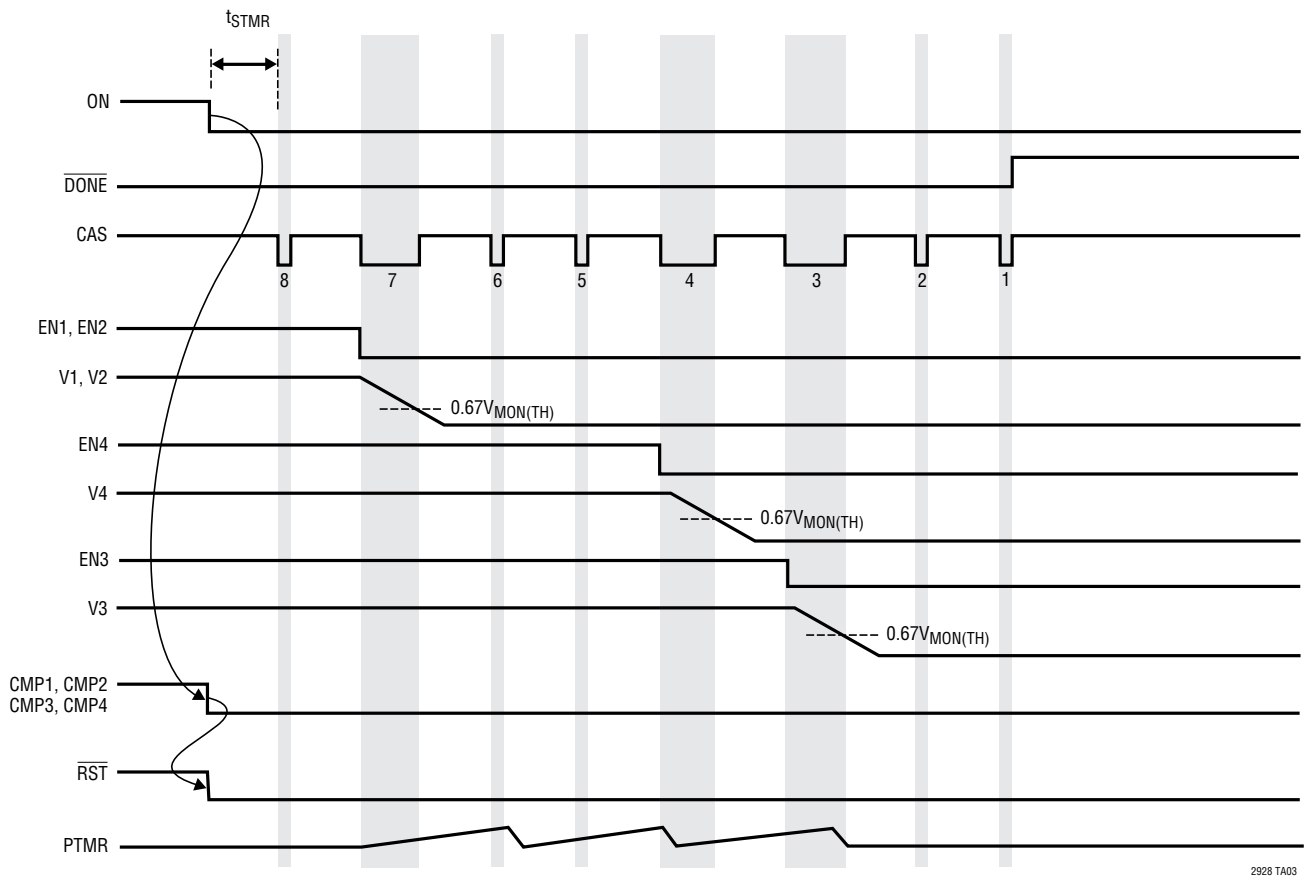 tSTMR
ON
DONE
CAS
8 7 6 5 4 3 2 1
EN1, EN2
V1, V2
0.67VMON(TH)
EN4
V4
0.67VMON(TH)
EN3
V3
0.67VMON(TH)
CMP1, CMP2
CMP3, CMP4
RST
PTMR
2928 TA03